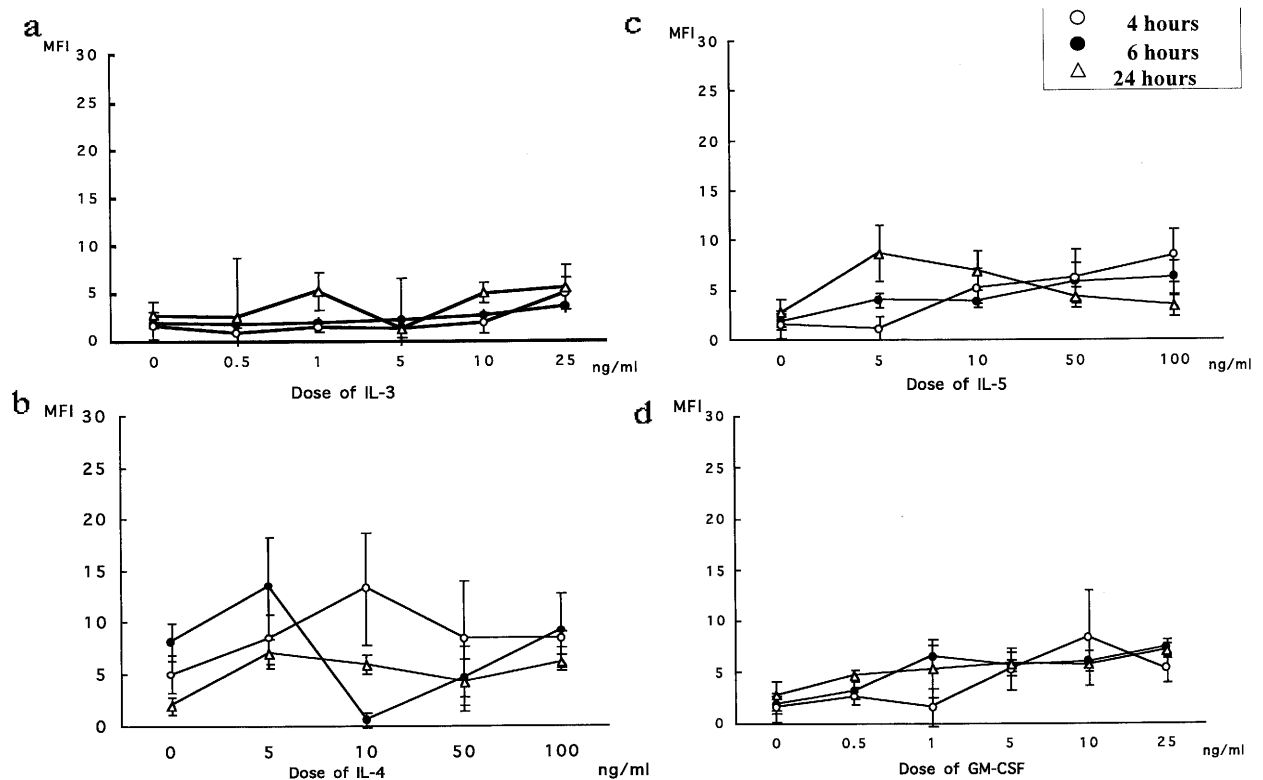 a
MFI
30
25
20
15
10
5
0
0 0.5 1 5 10 25 ng/ml
Dose of IL-3
c
MFI
30
25
20
15
10
5
0
0 5 10 50 100 ng/ml
Dose of IL-5
4 hours
6 hours
24 hours
b
MFI
30
25
20
15
10
5
0
0 5 10 50 100
Dose of IL-4 ng/ml
d
MFI
30
25
20
15
10
5
0
0 0.5 1 5 10 25 ng/ml
Dose of GM-CSF